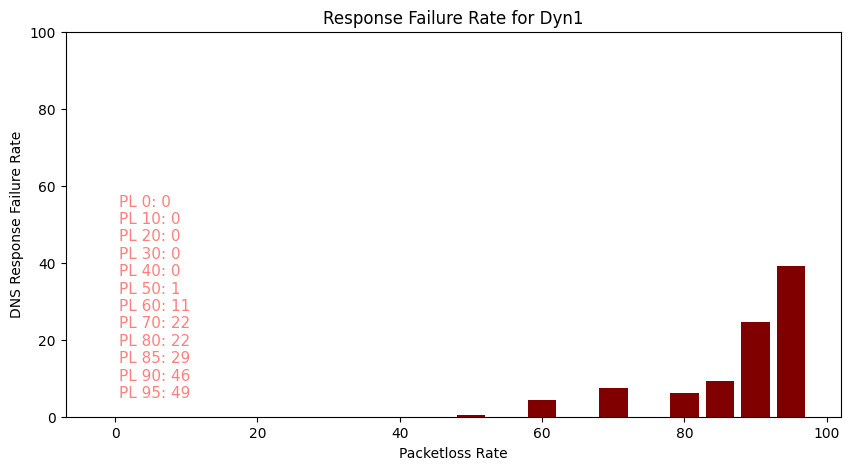 Response Failure Rate for Dyn1
100
80
60
40
20
0
DNS Response Failure Rate
PL 0: 0
PL 10: 0
PL 20: 0
PL 30: 0
PL 40: 0
PL 50: 1
PL 60: 11
PL 70: 22
PL 80: 22
PL 85: 29
PL 90: 46
PL 95: 49
0 20 40 60 80 100
Packetloss Rate